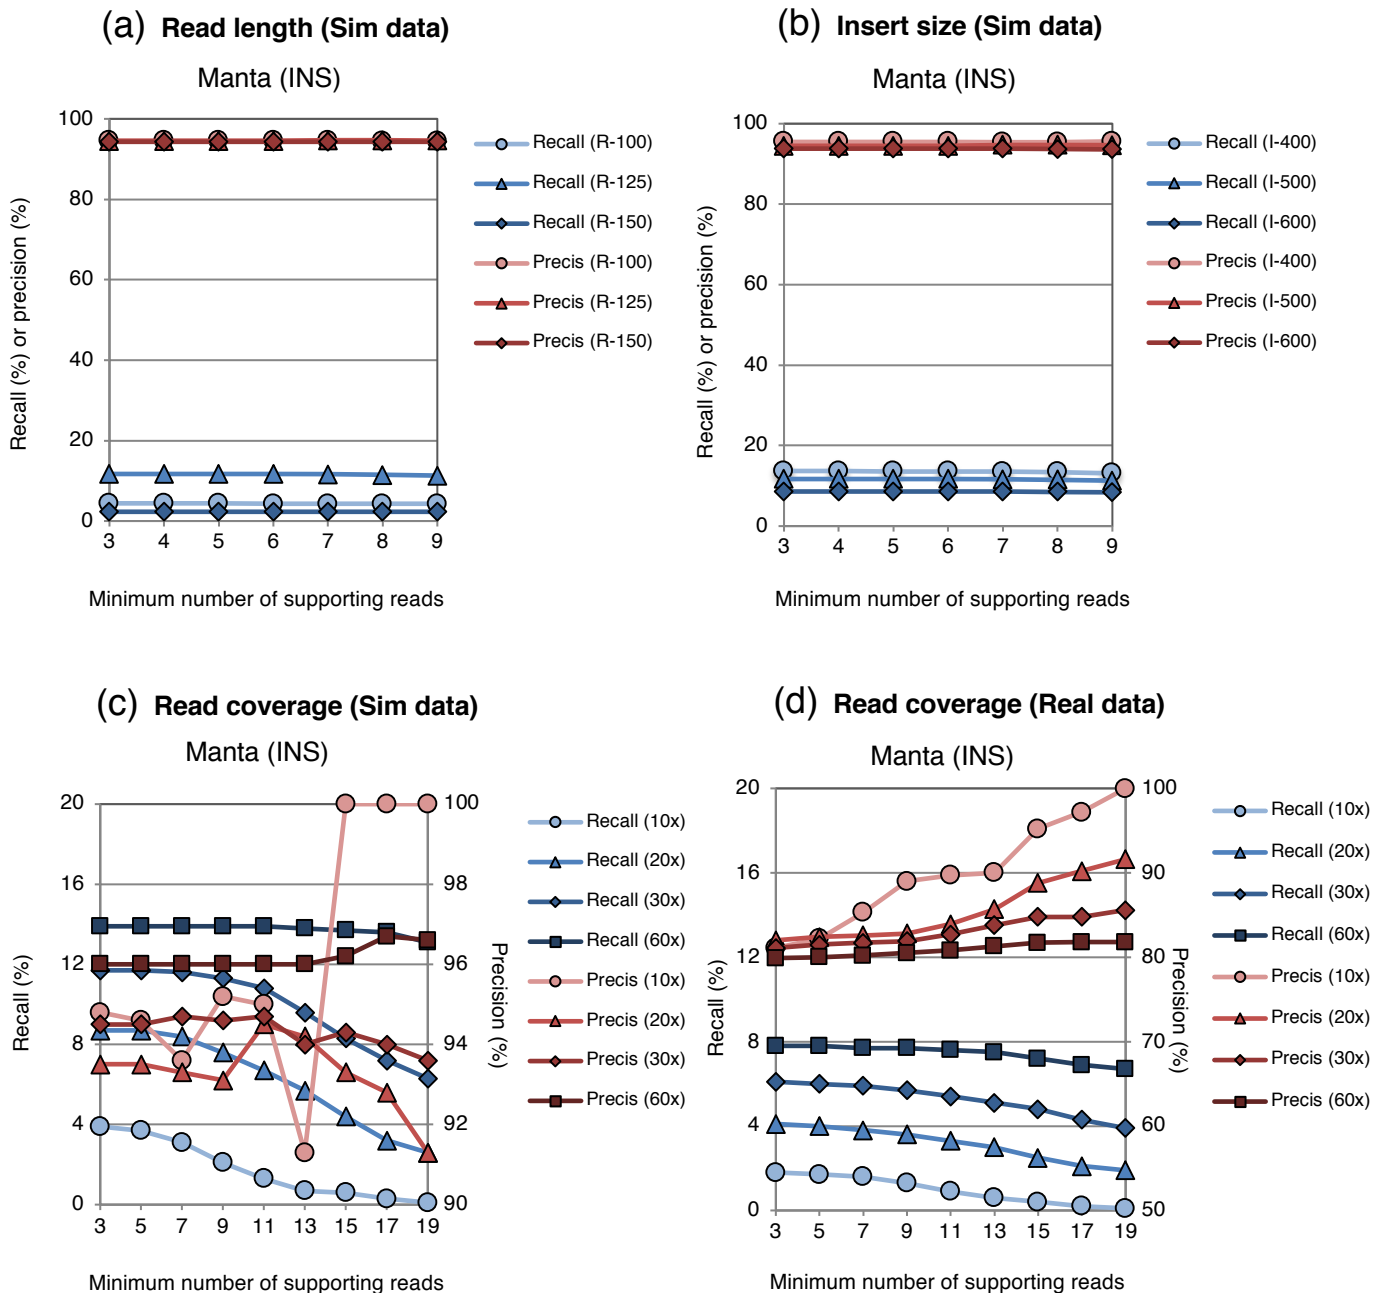 (a) Read length (Sim data)
Manta (INS)
100
80
60
40
20
0
3 4 5 6 7 8 9
Recall (%) or precision (%)
Minimum number of supporting reads
Recall (R-100)
Recall (R-125)
Recall (R-150)
Precis (R-100)
Precis (R-125)
Precis (R-150)
(b) Insert size (Sim data)
Manta (INS)
100
80
60
40
20
0
3 4 5 6 7 8 9
Recall (%) or precision (%)
Minimum number of supporting reads
Recall (I-400)
Recall (I-500)
Recall (I-600)
Precis (I-400)
Precis (I-500)
Precis (I-600)
(c) Read coverage (Sim data)
Manta (INS)
20
16
12
8
4
0
Recall (%)
100
98
96
94
92
90
Precision (%)
3 5 7 9 11 13 15 17 19
Minimum number of supporting reads
Recall (10x)
Recall (20x)
Recall (30x)
Recall (60x)
Precis (10x)
Precis (20x)
Precis (30x)
Precis (60x)
(d) Read coverage (Real data)
Manta (INS)
20
16
12
8
4
0
Recall (%)
100
90
80
70
60
50
Precision (%)
3 5 7 9 11 13 15 17 19
Minimum number of supporting reads
Recall (10x)
Recall (20x)
Recall (30x)
Recall (60x)
Precis (10x)
Precis (20x)
Precis (30x)
Precis (60x)